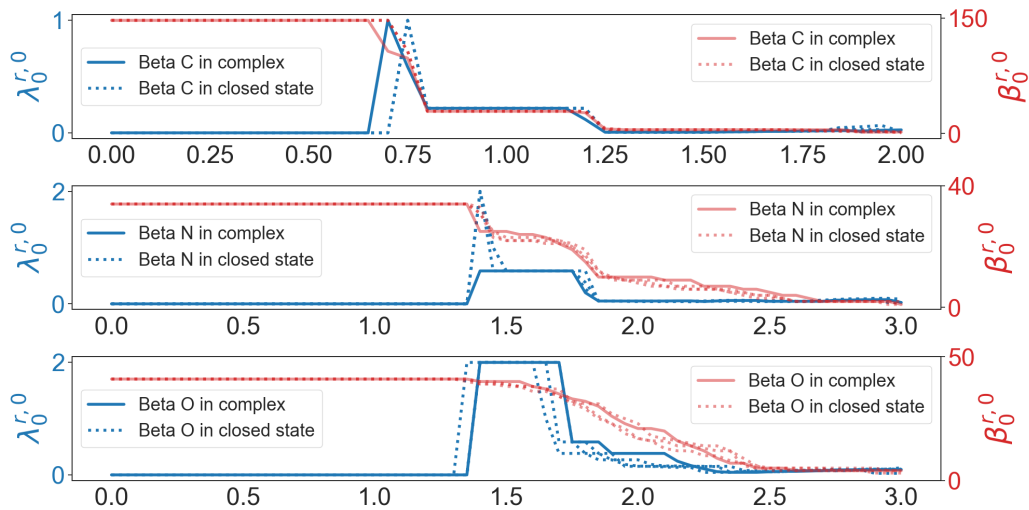 1
0
λ₀^{r, 0}
Beta C in complex
Beta C in closed state
Beta C in complex
Beta C in closed state
150
0
β₀^{r, 0}
0.00 0.25 0.50 0.75 1.00 1.25 1.50 1.75 2.00
2
0
λ₀^{r, 0}
Beta N in complex
Beta N in closed state
Beta N in complex
Beta N in closed state
40
0
β₀^{r, 0}
0.0 0.5 1.0 1.5 2.0 2.5 3.0
2
0
λ₀^{r, 0}
Beta O in complex
Beta O in closed state
Beta O in complex
Beta O in closed state
50
0
β₀^{r, 0}
0.0 0.5 1.0 1.5 2.0 2.5 3.0